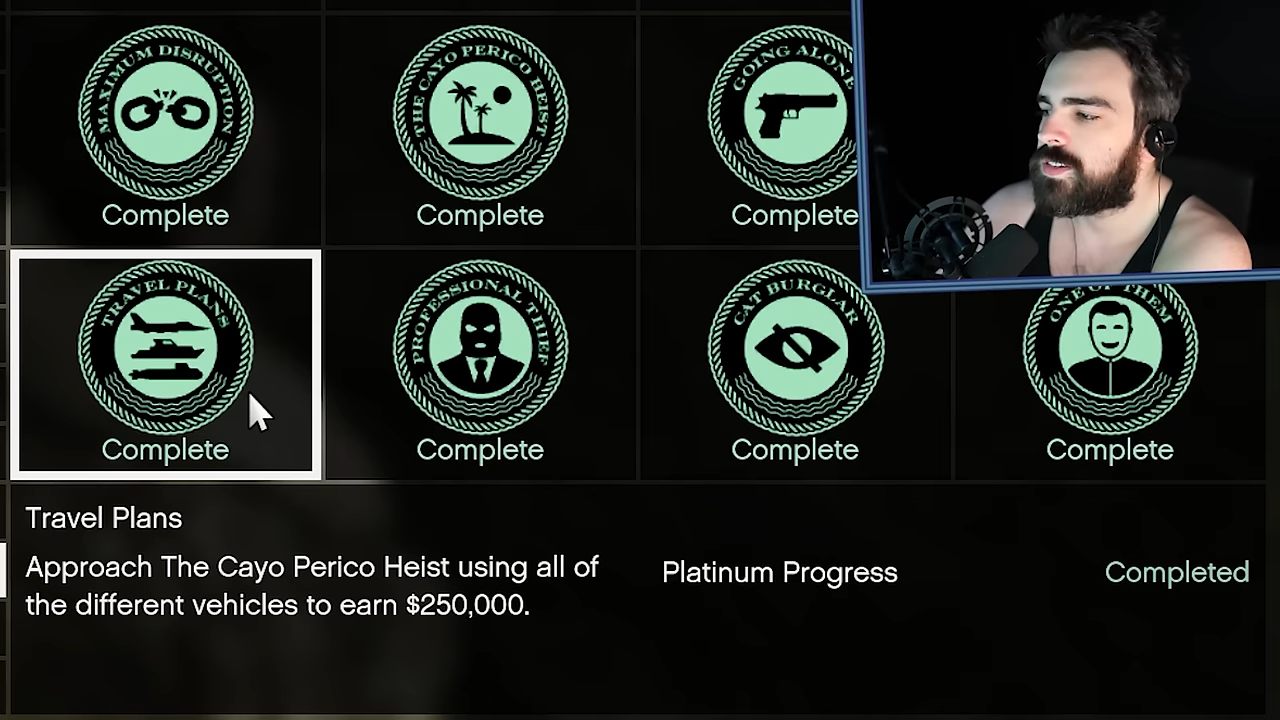 MAXIMUM DISRUPTION
THE CAYO PERICO HEIST
GOING ALONE
Complete
Complete
Complete
TRAVEL PLANS
PROFESSIONAL THIEF
CAT BURGLAR
ONE OF THEM
Complete
Complete
Complete
Complete
Travel Plans
Approach The Cayo Perico Heist using all of
the different vehicles to earn $250,000.
Platinum Progress
Completed